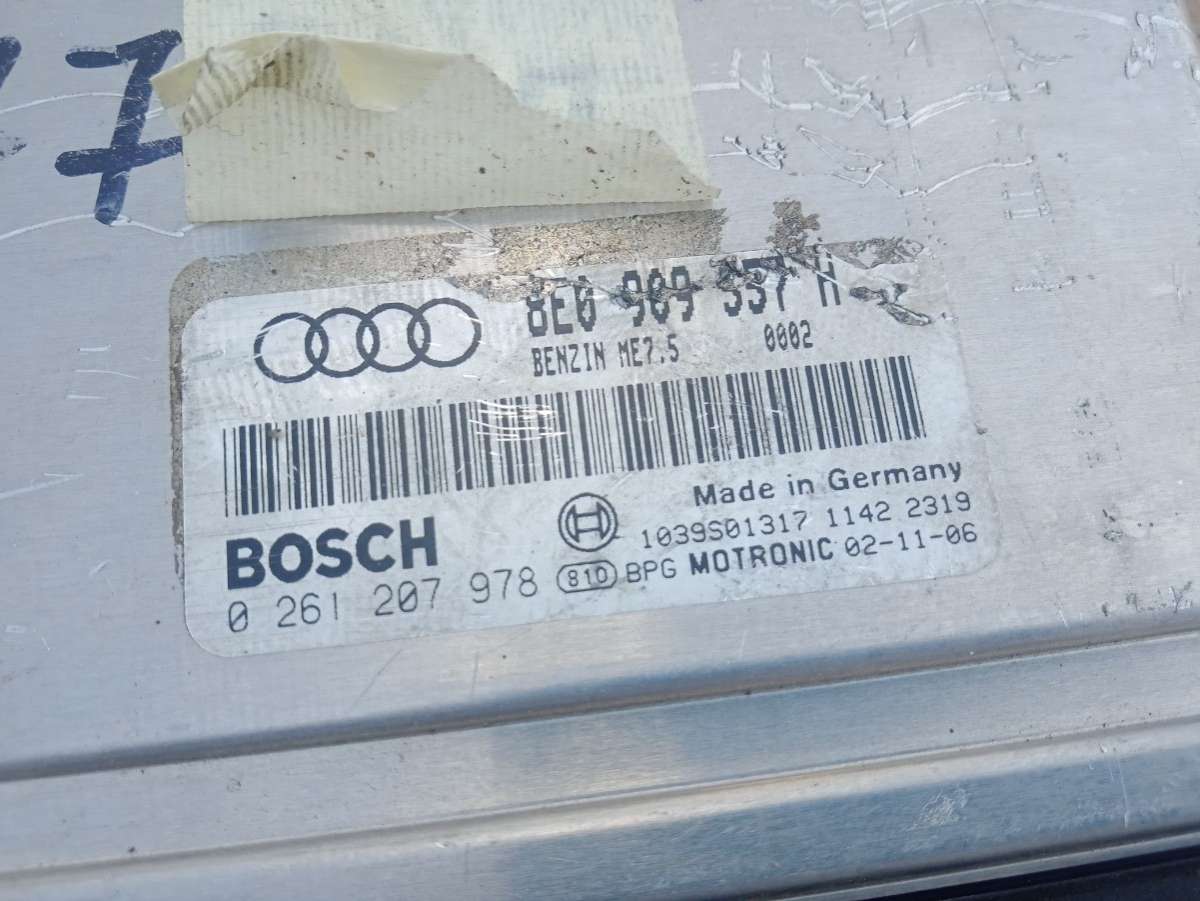 7
8E0 909 557 H
BENZIN ME7.5 0002
Made in Germany
BOSCH 1039S01317 1142 2319
0 261 207 978 810 BPG MOTRONIC 02-11-06